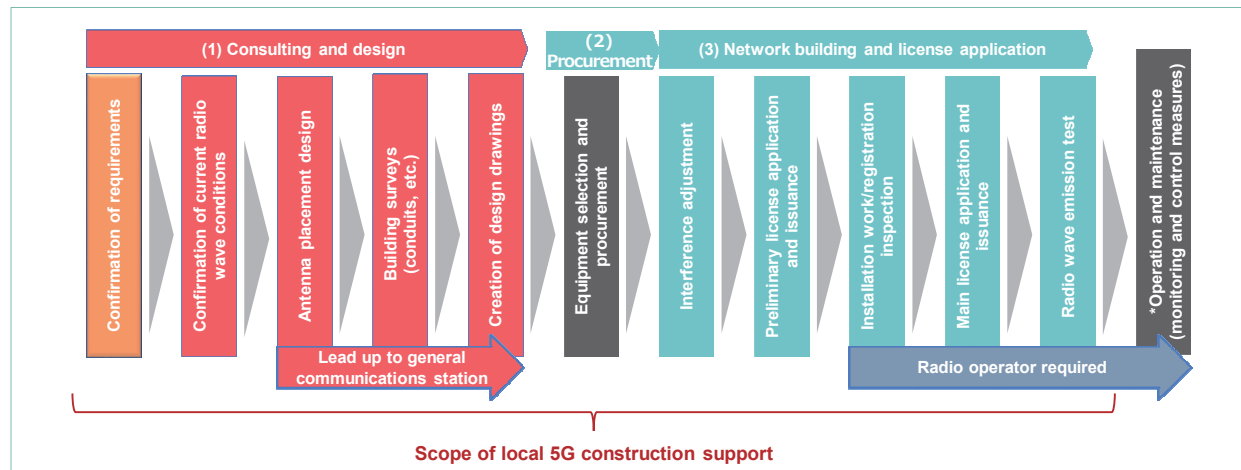 (1) Consulting and design
(2)
Procurement
(3) Network building and license application
Confirmation of requirements
Confirmation of current radio
wave conditions
Antenna placement design
Building surveys
(conduits, etc.)
Creation of design drawings
Equipment selection and
procurement
Interference adjustment
Preliminary license application
and issuance
Installation work/registration
inspection
Main license application and
issuance
Radio wave emission test
*Operation and maintenance
(monitoring and control measures)
Lead up to general
communications station
Radio operator required
Scope of local 5G construction support